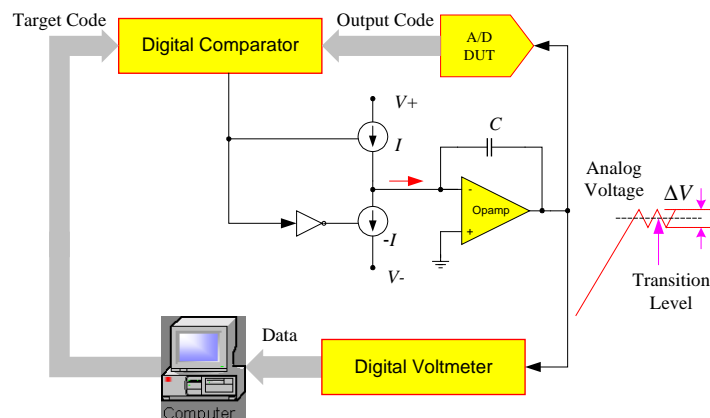 Target Code
Output Code
Digital Comparator
A/D
DUT
V+
I
C
-
Opamp
+
-I
V-
Analog
Voltage
ΔV
Transition
Level
Data
Digital Voltmeter
Computer